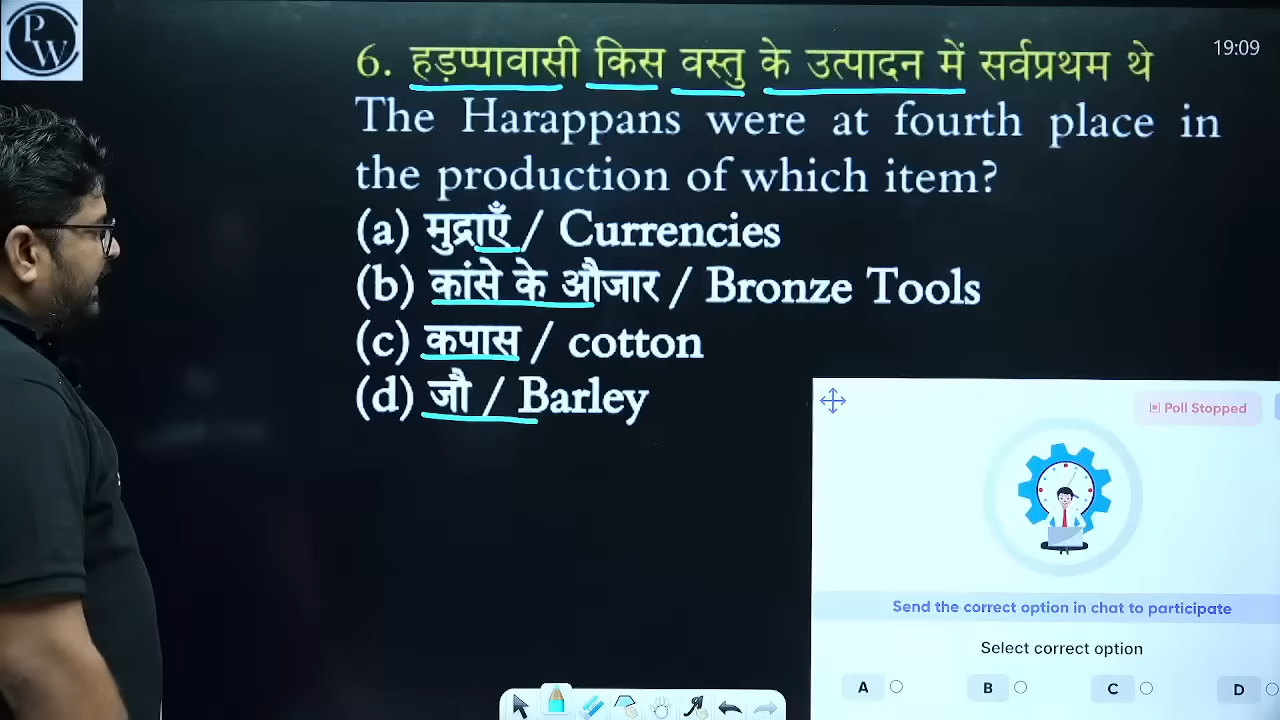 PW
19:09
6. हड़प्पावासी किस वस्तु के उत्पादन में सर्वप्रथम थे
The Harappans were at fourth place in
the production of which item?
(a) मुद्राएँ / Currencies
(b) कांसे के औजार / Bronze Tools
(c) कपास / cotton
(d) जौ / Barley
Poll Stopped
Send the correct option in chat to participate
Select correct option
A
B
C
D